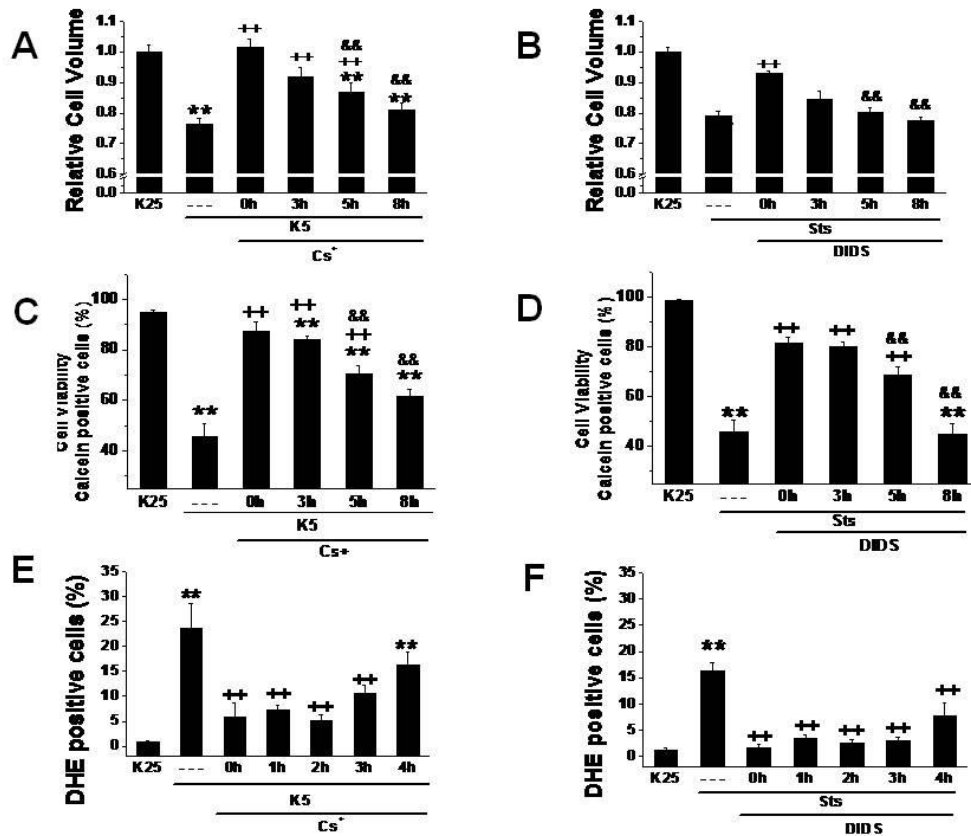 A
Relative Cell Volume
1.1
1.0
0.9
0.8
0.7
0.6
0.0
** ++ ++ &&
++
** &&
**
K25 --- 0h 3h 5h 8h
K5
Cs+
B
Relative Cell Volume
1.1
1.0
0.9
0.8
0.7
0.6
0.0
++ && &&
K25 --- 0h 3h 5h 8h
Sts
DIDS
C
Cell Viability
Calcein positive cells (%)
100
80
60
40
** ++ ++
** &&
++
** &&
**
K25 --- 0h 3h 5h 8h
K5
Cs+
D
Cell Viability
Calcein positive cells (%)
100
80
60
40
** ++ ++ &&
++ &&
**
K25 --- 0h 3h 5h 8h
Sts
DIDS
E
DHE positive cells (%)
35
30
25
20
15
10
5
0
** ++ ++ ++ ++ **
K25 --- 0h 1h 2h 3h 4h
K5
Cs+
F
DHE positive cells (%)
35
30
25
20
15
10
5
0
** ++ ++ ++ ++ ++
K25 --- 0h 1h 2h 3h 4h
Sts
DIDS